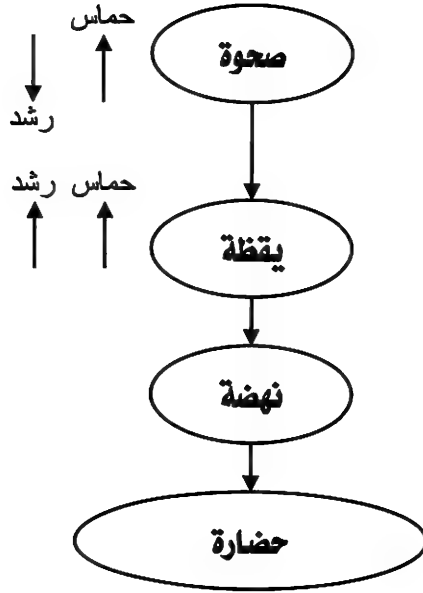 حماس
صحوة
رشد
حماس رشد
يقظة
نهضة
حضارة